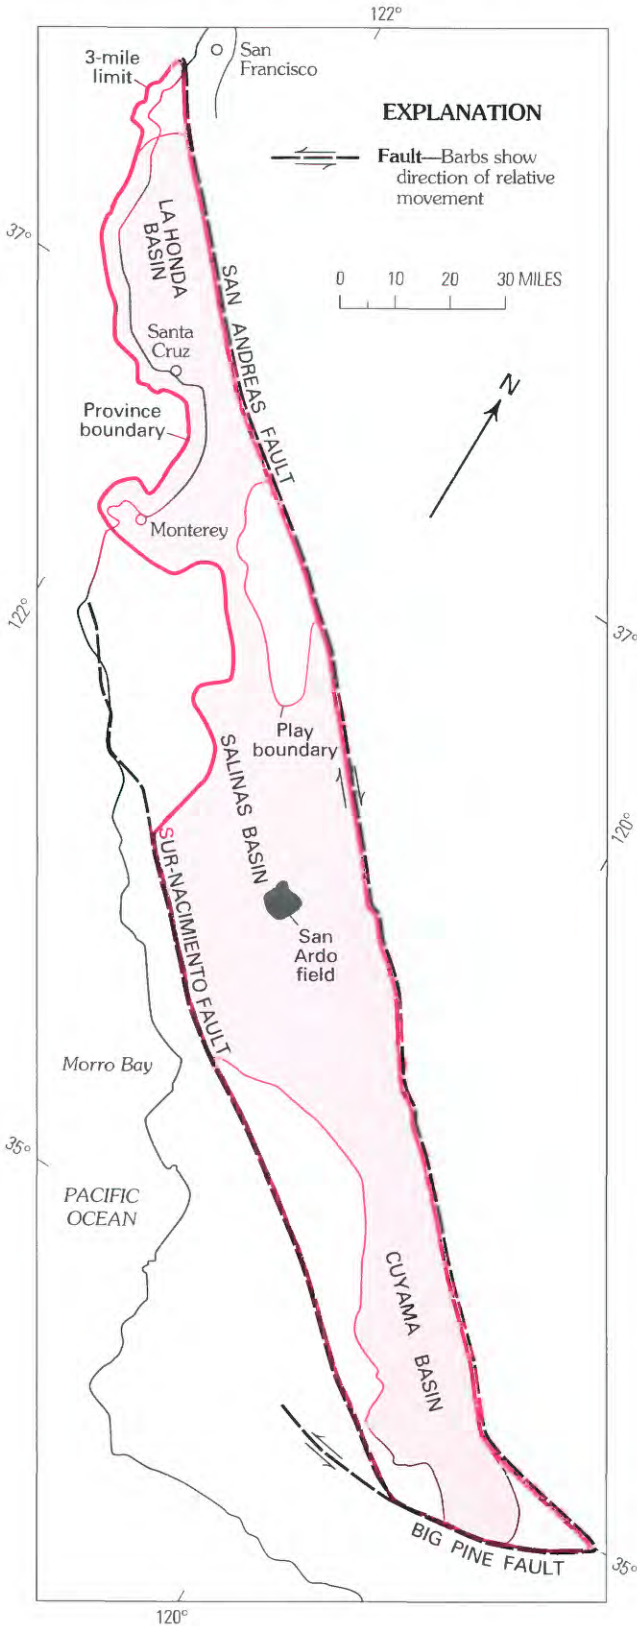 122°
San
Francisco
3-mile
limit
EXPLANATION
Fault—Barbs show
direction of relative
movement
37°
LA HONDA
BASIN
0 10 20 30 MILES
SAN ANDREAS FAULT
Santa
Cruz
N
Province
boundary
Monterey
122°
37°
Play
boundary
SALINAS BASIN
120°
SUR-NACIMIENTO FAULT
San
Ardo
field
Morro Bay
35°
PACIFIC
OCEAN
CUYAMA BASIN
BIG PINE FAULT
35°
120°